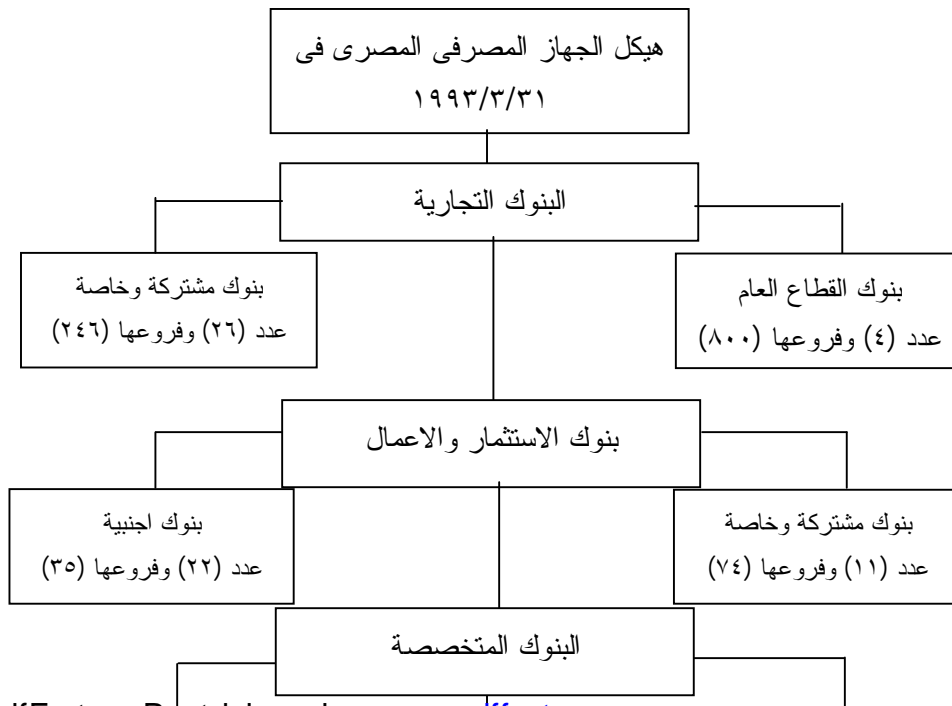 هيكل الجهاز المصرفى المصرى فى
١٩٩٣/٣/٣١
البنوك التجارية
بنوك القطاع العام
عدد (٤) وفروعها (٨٠٠)
بنوك مشتركة وخاصة
عدد (٢٦) وفروعها (٢٤٦)
بنوك الاستثمار والاعمال
بنوك مشتركة وخاصة
عدد (١١) وفروعها (٧٤)
بنوك اجنبية
عدد (٢٢) وفروعها (٣٥)
البنوك المتخصصة